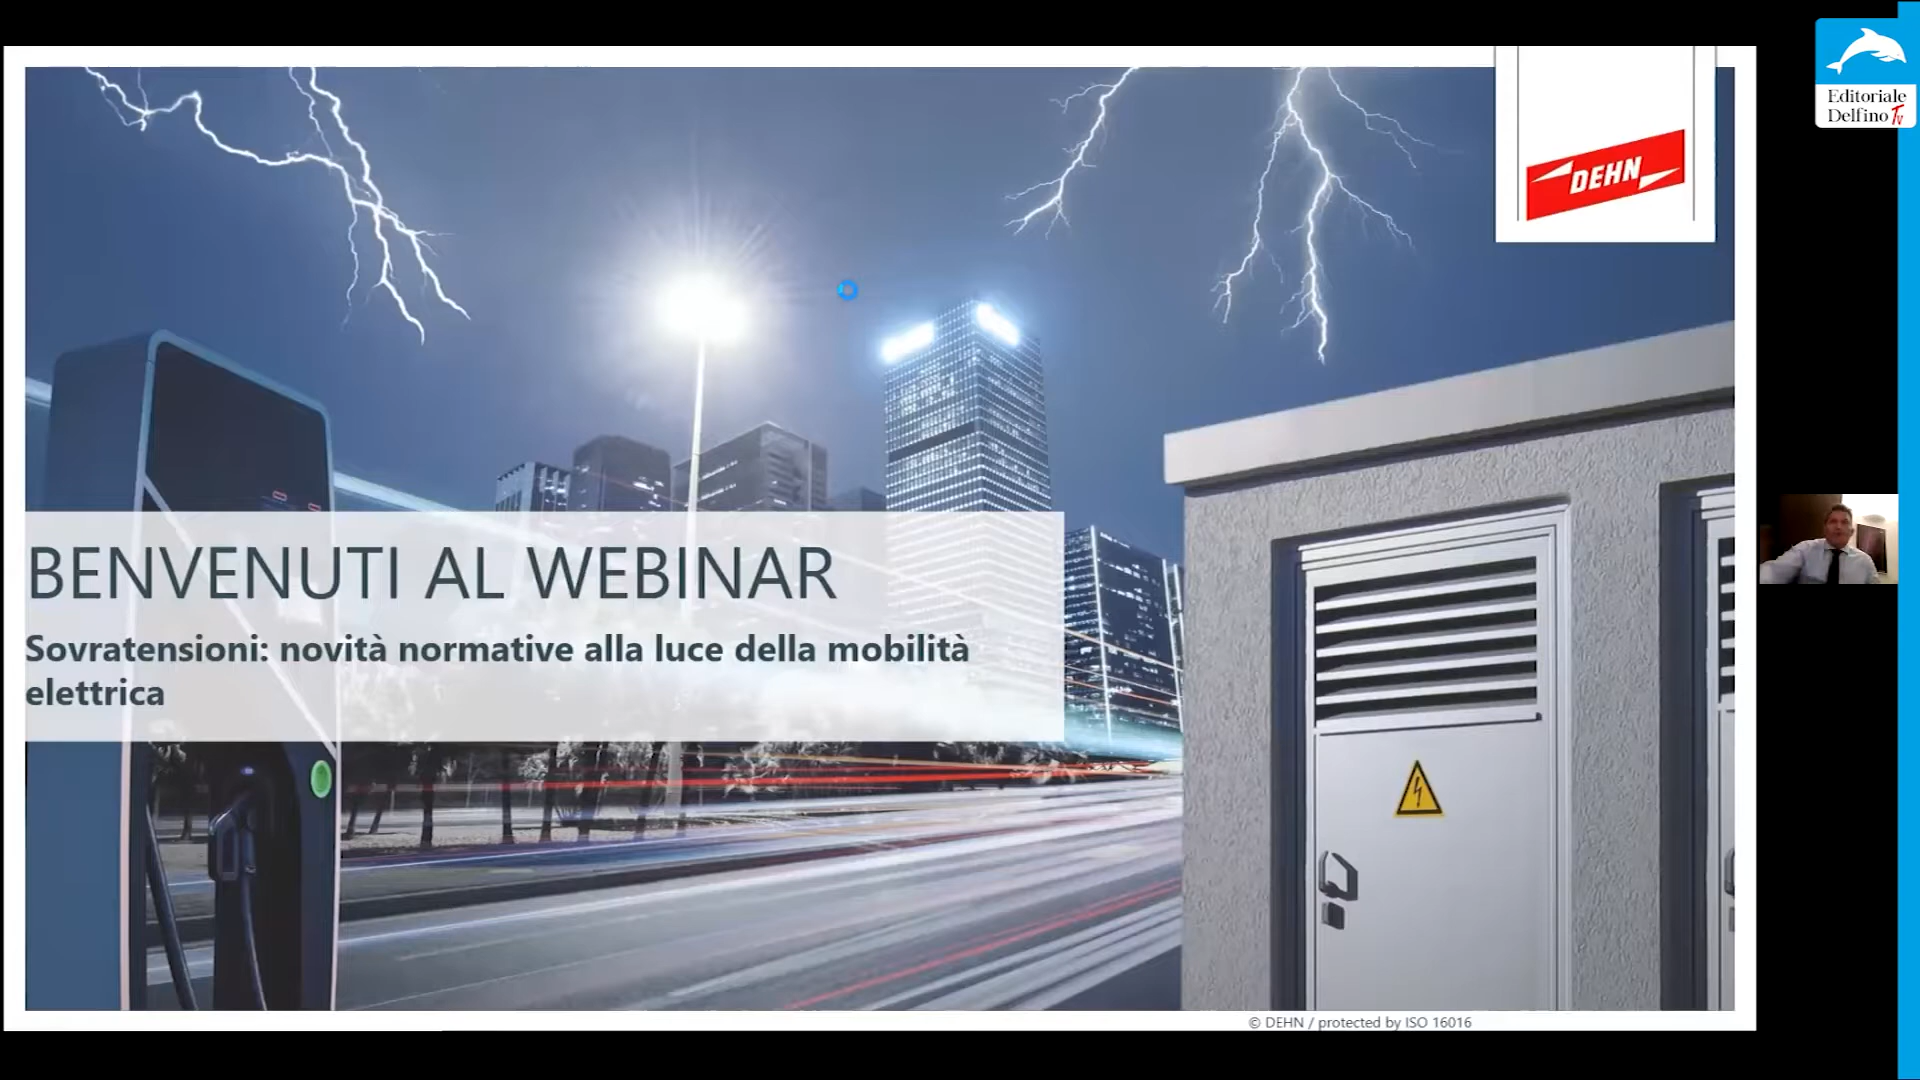 Editoriale
Delfino Tv
DEHN
BENVENUTI AL WEBINAR
Sovratensioni: novità normative alla luce della mobilità
elettrica
© DEHN / protected by ISO 16016